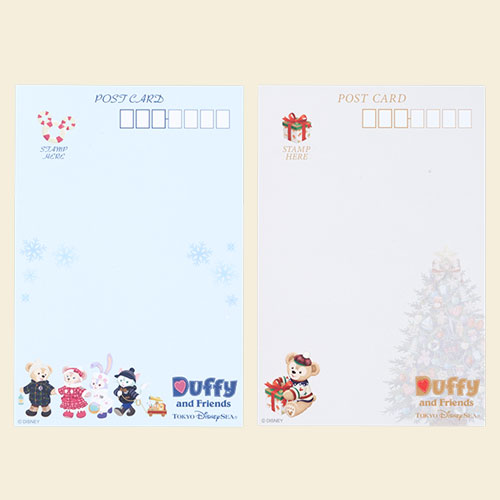 POST CARD
STAMP
HERE
Duffy
and Friends
TOKYO DisneySEA
© DISNEY
POST CARD
STAMP
HERE
Duffy
and Friends
TOKYO DisneySEA
© DISNEY